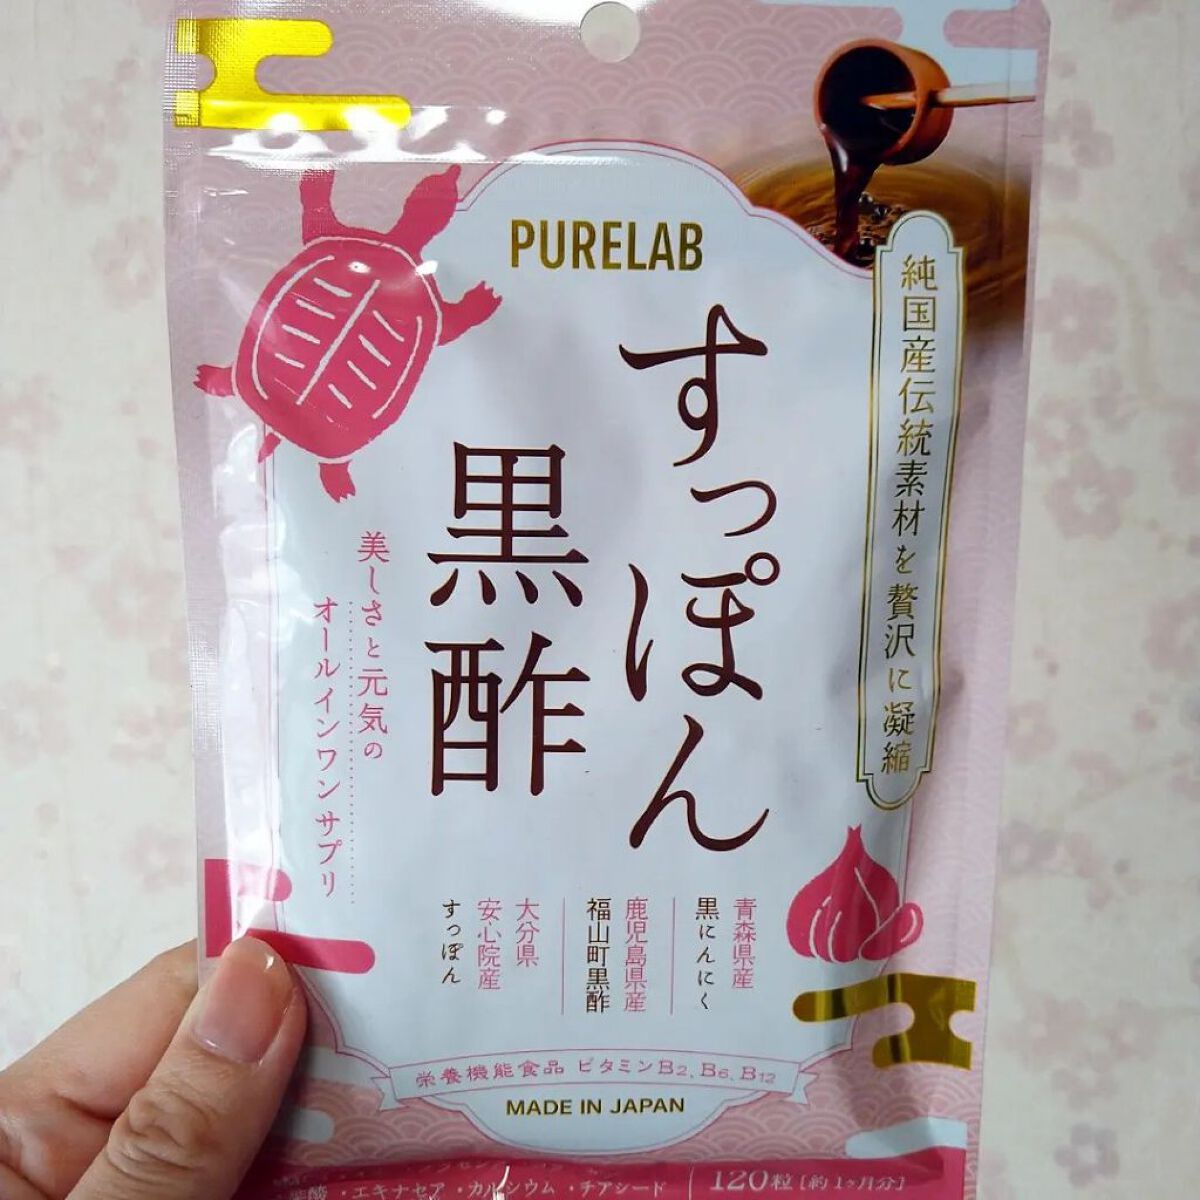 PURELAB
純国産伝統素材を贅沢に凝縮
すっぽん
黒酢
美しさと元気の
オールインワンサプリ
青森県産
黒にんにく
鹿児島県産
福山町黒酢
大分県
安心院産
すっぽん
栄養機能食品 ビタミンB2、B6、B12
MADE IN JAPAN
・エキナセア・カルシウム・チアシード
120粒［約1ヶ月分］